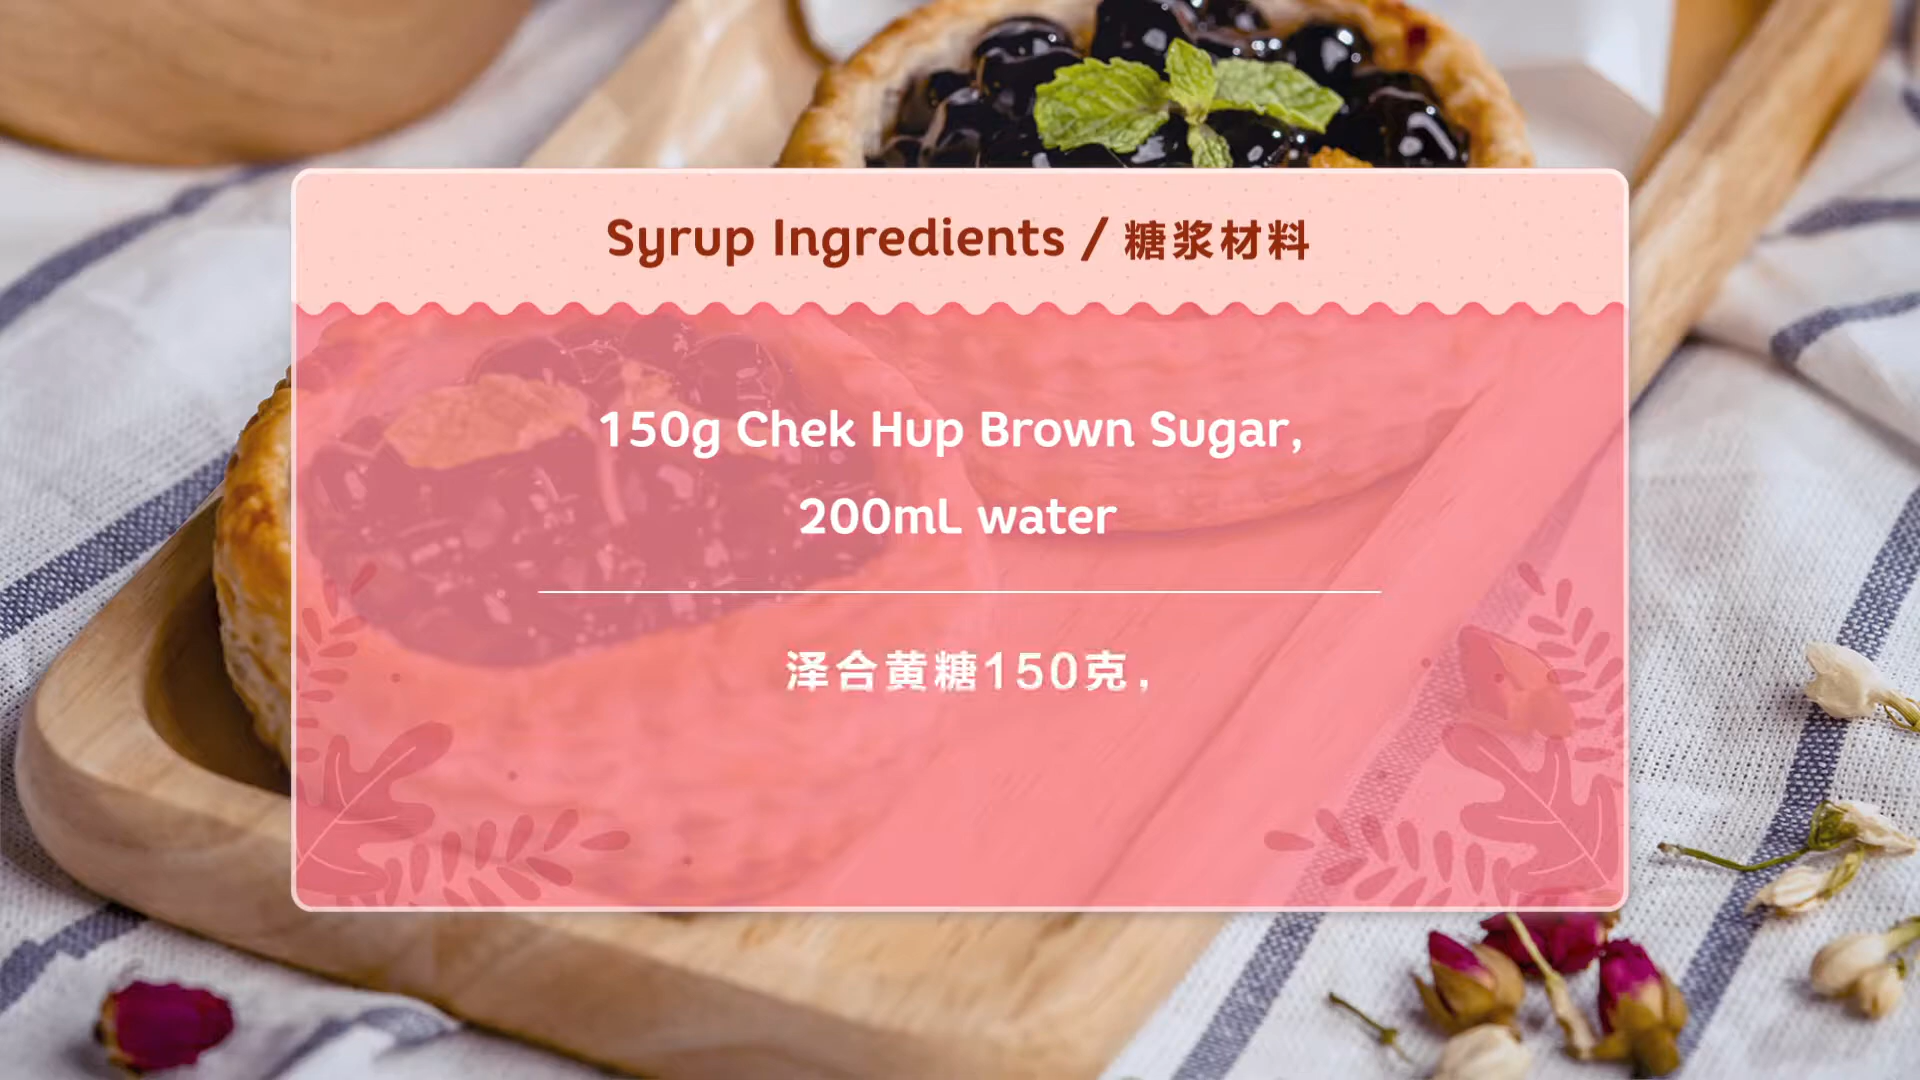 Syrup Ingredients / 糖浆材料
150g Chek Hup Brown Sugar,
200mL water
泽合黄糖150克，